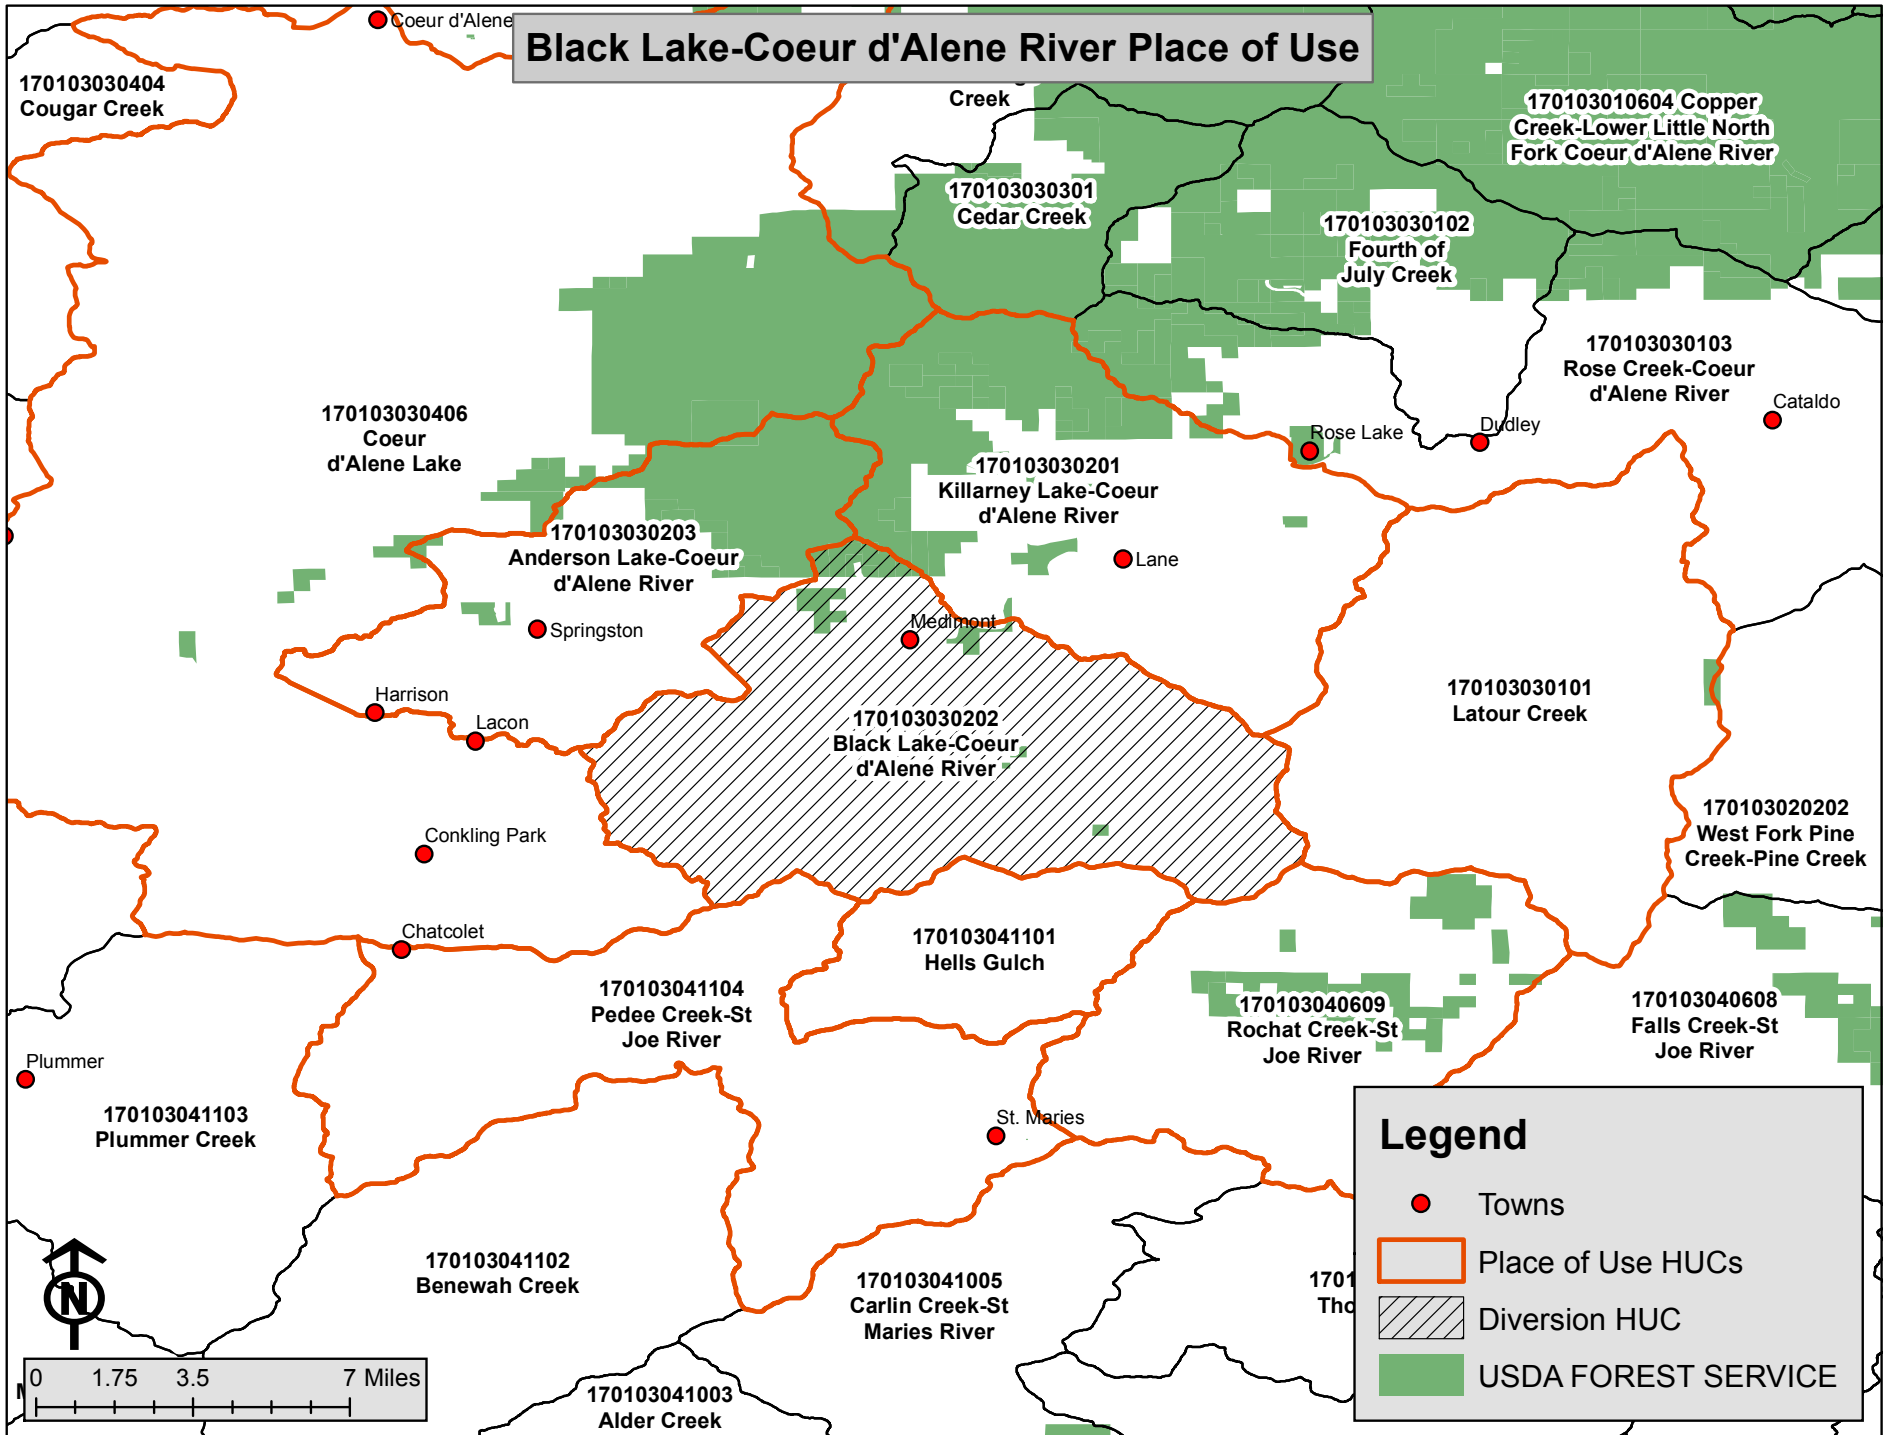 Coeur d'Alene
Black Lake-Coeur d'Alene River Place of Use
170103030404
Cougar Creek
Creek
170103010604 Copper
Creek-Lower Little North
Fork Coeur d'Alene River
170103030301
Cedar Creek
170103030102
Fourth of
July Creek
170103030103
Rose Creek-Coeur
d'Alene River
Cataldo
170103030406
Coeur
d'Alene Lake
Rose Lake
Dudley
170103030201
Killarney Lake-Coeur
d'Alene River
170103030203
Anderson Lake-Coeur
d'Alene River
Lane
Springston
Medimont
Harrison
Lacon
170103030202
Black Lake-Coeur
d'Alene River
170103030101
Latour Creek
170103020202
West Fork Pine
Creek-Pine Creek
Conkling Park
Chatcolet
170103041101
Hells Gulch
170103041104
Pedee Creek-St
Joe River
170103040609
Rochat Creek-St
Joe River
170103040608
Falls Creek-St
Joe River
Plummer
170103041103
Plummer Creek
St. Maries
170103041102
Benewah Creek
170103041005
Carlin Creek-St
Maries River
1701
Tho
170103041003
Alder Creek
N
0 1.75 3.5 7 Miles
Legend
Towns
Place of Use HUCs
Diversion HUC
USDA FOREST SERVICE